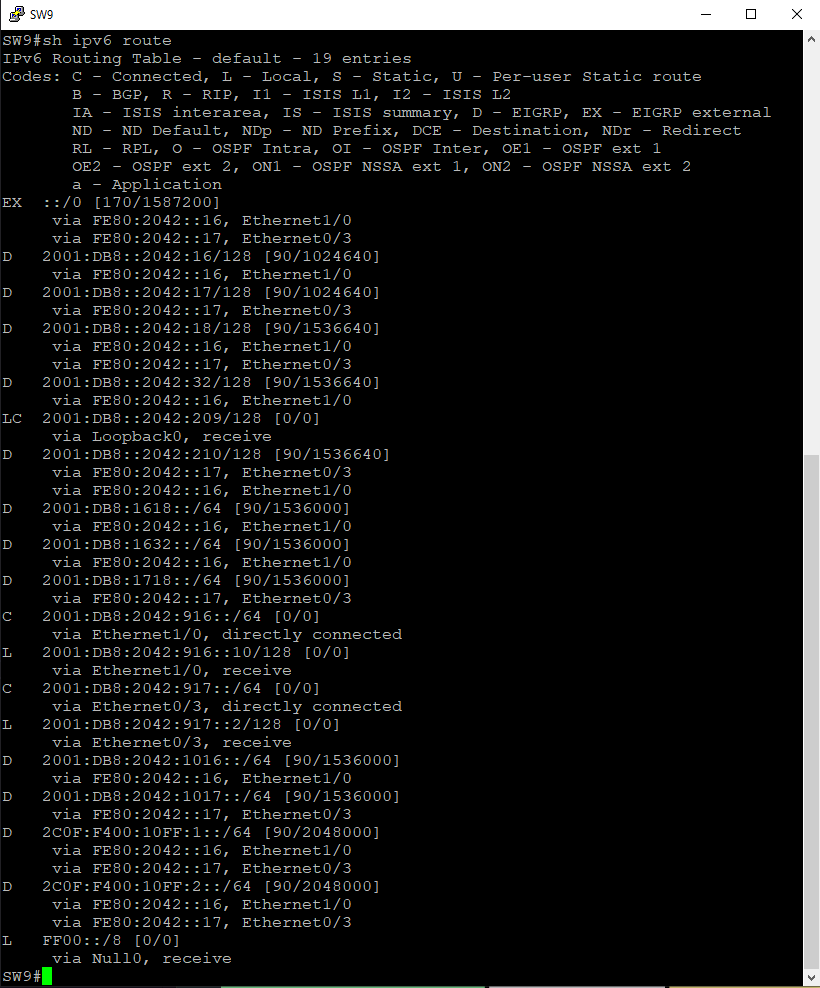 SW9
SW9#sh ipv6 route
IPv6 Routing Table - default - 19 entries
Codes: C - Connected, L - Local, S - Static, U - Per-user Static route
       B - BGP, R - RIP, I1 - ISIS L1, I2 - ISIS L2
       IA - ISIS interarea, IS - ISIS summary, D - EIGRP, EX - EIGRP external
       ND - ND Default, NDp - ND Prefix, DCE - Destination, NDr - Redirect
       RL - RPL, O - OSPF Intra, OI - OSPF Inter, OE1 - OSPF ext 1
       OE2 - OSPF ext 2, ON1 - OSPF NSSA ext 1, ON2 - OSPF NSSA ext 2
       a - Application
EX  ::/0 [170/1587200]
     via FE80:2042::16, Ethernet1/0
     via FE80:2042::17, Ethernet0/3
D   2001:DB8::2042:16/128 [90/1024640]
     via FE80:2042::16, Ethernet1/0
D   2001:DB8::2042:17/128 [90/1024640]
     via FE80:2042::17, Ethernet0/3
D   2001:DB8::2042:18/128 [90/1536640]
     via FE80:2042::16, Ethernet1/0
     via FE80:2042::17, Ethernet0/3
D   2001:DB8::2042:32/128 [90/1536640]
     via FE80:2042::16, Ethernet1/0
LC  2001:DB8::2042:209/128 [0/0]
     via Loopback0, receive
D   2001:DB8::2042:210/128 [90/1536640]
     via FE80:2042::17, Ethernet0/3
     via FE80:2042::16, Ethernet1/0
D   2001:DB8:1618::/64 [90/1536000]
     via FE80:2042::16, Ethernet1/0
D   2001:DB8:1632::/64 [90/1536000]
     via FE80:2042::16, Ethernet1/0
D   2001:DB8:1718::/64 [90/1536000]
     via FE80:2042::17, Ethernet0/3
C   2001:DB8:2042:916::/64 [0/0]
     via Ethernet1/0, directly connected
L   2001:DB8:2042:916::10/128 [0/0]
     via Ethernet1/0, receive
C   2001:DB8:2042:917::/64 [0/0]
     via Ethernet0/3, directly connected
L   2001:DB8:2042:917::2/128 [0/0]
     via Ethernet0/3, receive
D   2001:DB8:2042:1016::/64 [90/1536000]
     via FE80:2042::16, Ethernet1/0
D   2001:DB8:2042:1017::/64 [90/1536000]
     via FE80:2042::17, Ethernet0/3
D   2C0F:F400:10FF:1::/64 [90/2048000]
     via FE80:2042::16, Ethernet1/0
     via FE80:2042::17, Ethernet0/3
D   2C0F:F400:10FF:2::/64 [90/2048000]
     via FE80:2042::16, Ethernet1/0
     via FE80:2042::17, Ethernet0/3
L   FF00::/8 [0/0]
     via Null0, receive
SW9#